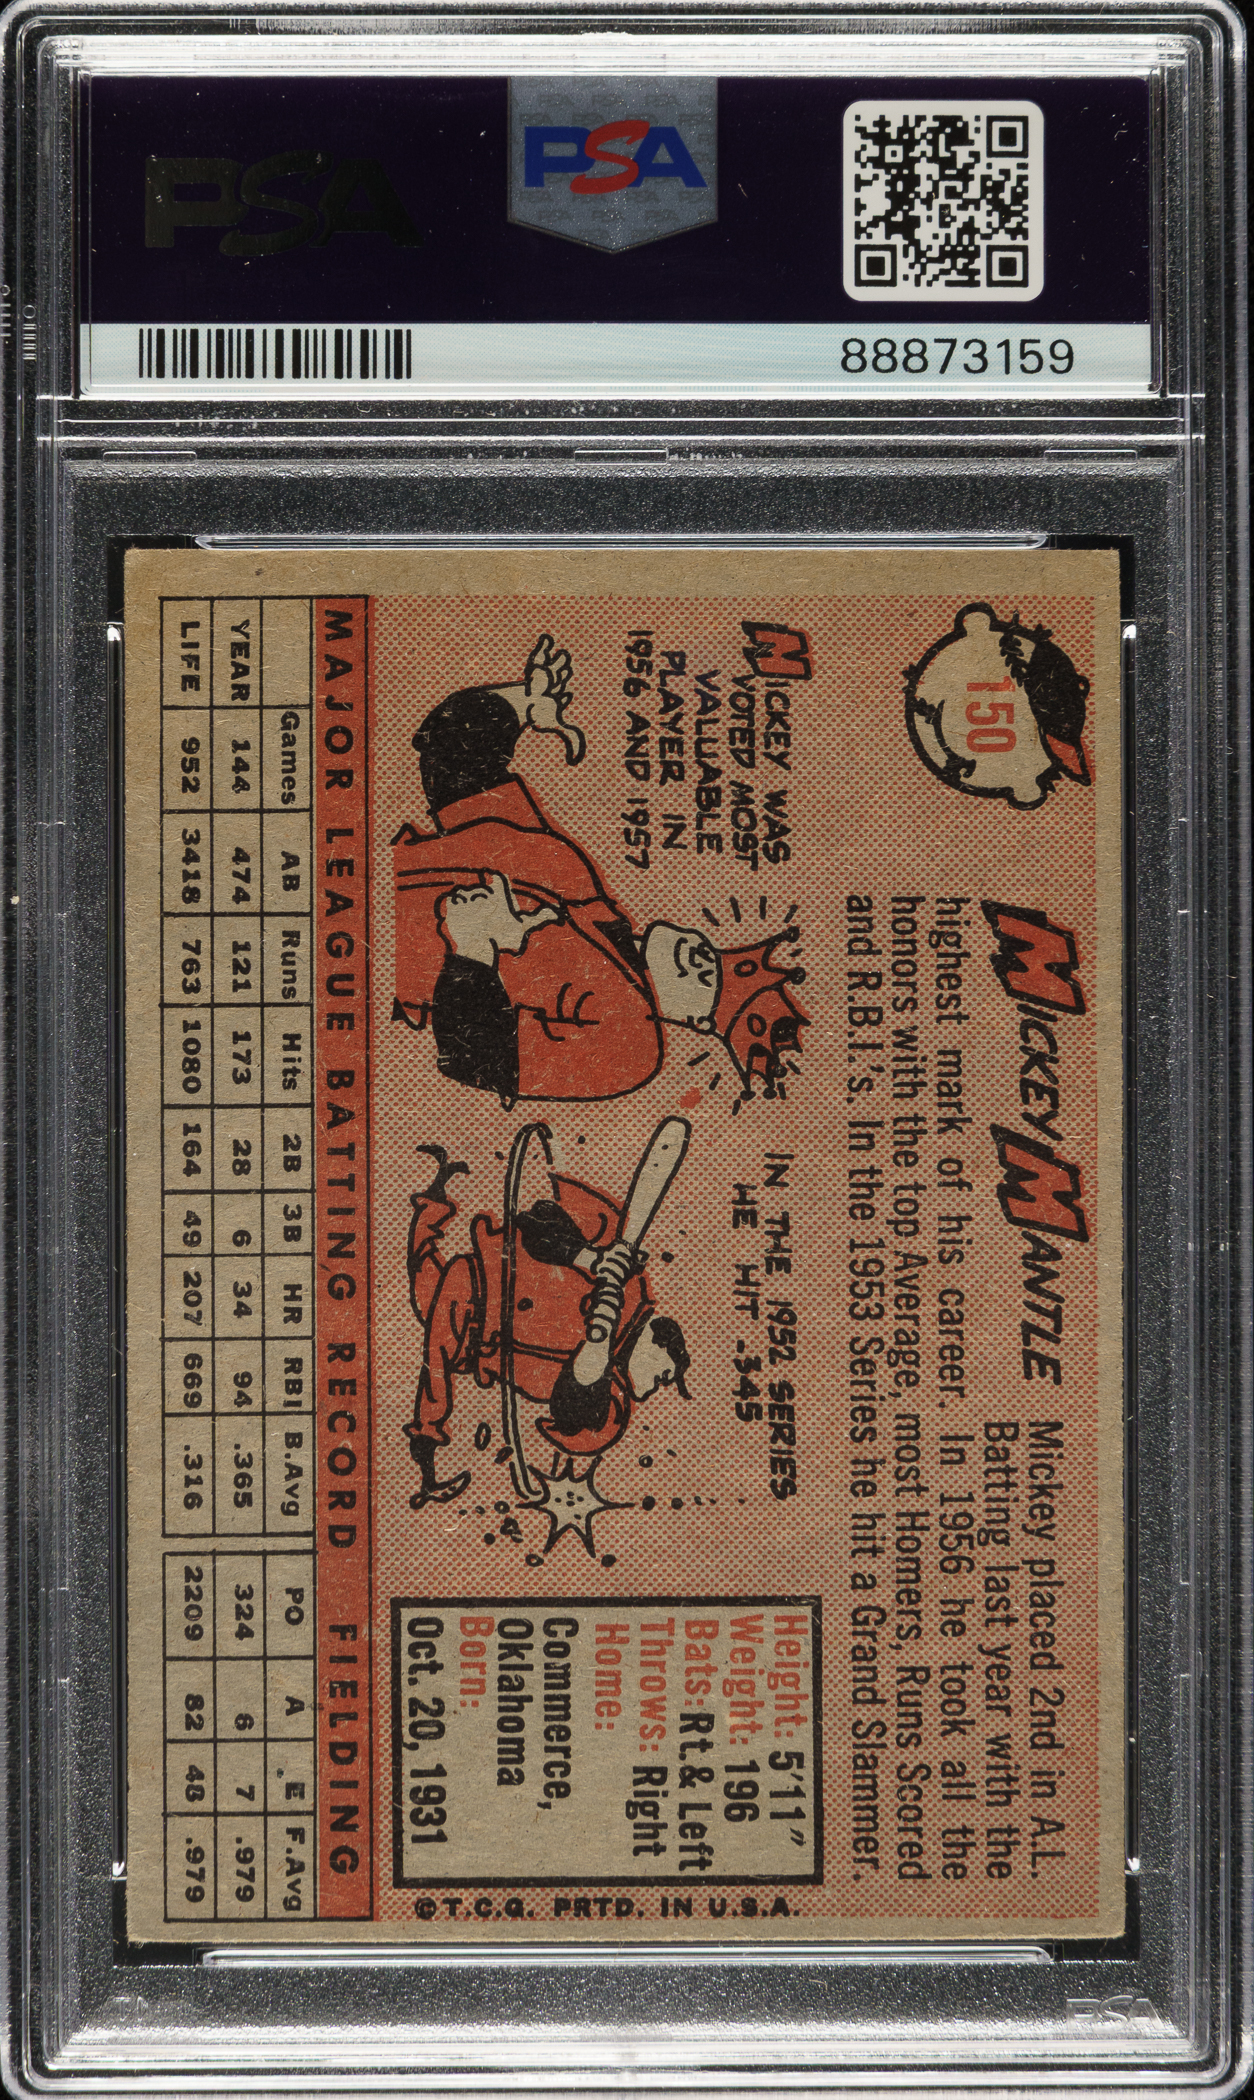 PSA
PSA
88873159
150
MICKEY MANTLE
Mickey placed 2nd in A.L.
Batting last year with the
highest mark of his career. In 1956 he took all the
honors with the top Average, most Homers, Runs Scored
and R.B.I.'s. In the 1953 Series he hit a Grand Slammer.
MICKEY WAS
VOTED MOST
VALUABLE
PLAYER IN
1956 AND 1957
IN THE 1952 SERIES
HE HIT .345
Height: 5'11"
Weight: 196
Bats: Rt. & Left
Throws: Right
Home:
Commerce,
Oklahoma
Born:
Oct. 20, 1931
MAJOR LEAGUE BATTING RECORD FIELDING
Games AB Runs Hits 2B 3B HR RBI B.Avg PO A E F.Avg
YEAR 144 474 121 173 28 6 34 94 .365 324 6 7 .979
LIFE 952 3418 763 1080 164 49 207 669 .316 2209 82 48 .979
© T.C.G. PRTD. IN U.S.A.
PSA